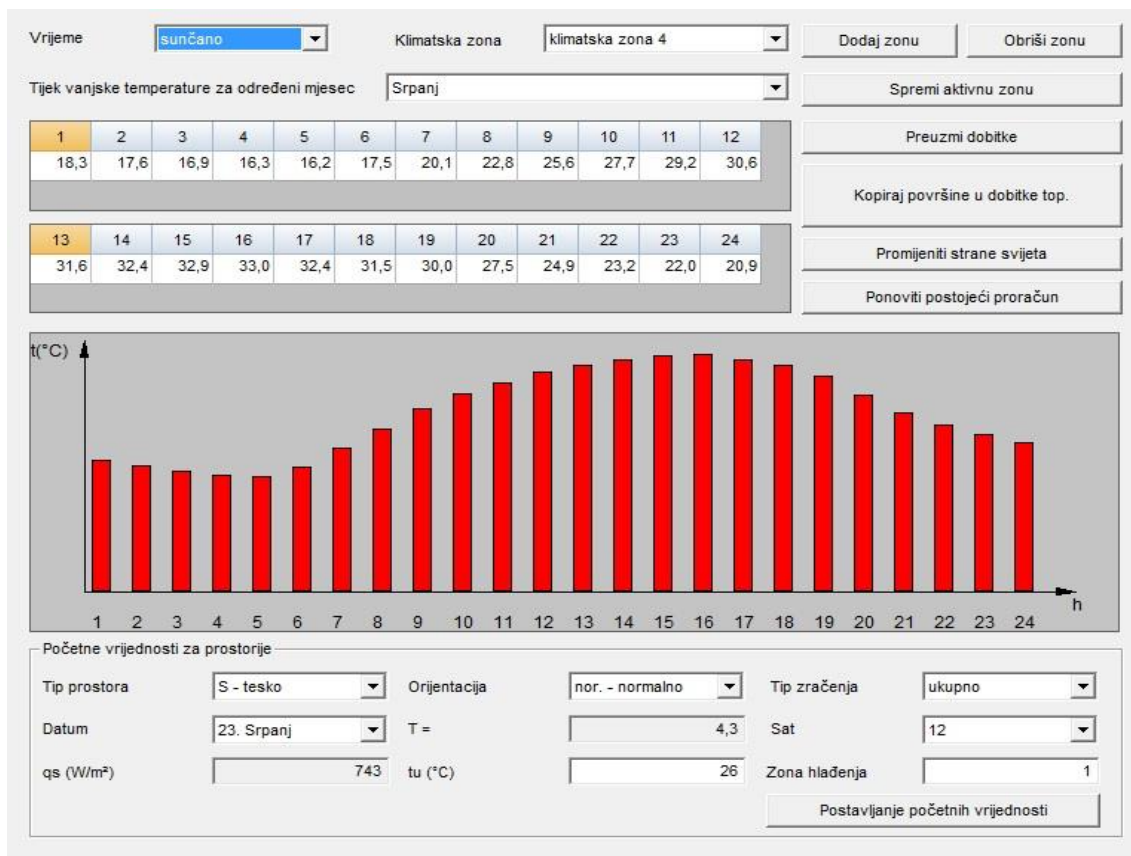 Vrijeme sunčano Klimatska zona klimatska zona 4 Dodaj zonu Obriši zonu
Tijek vanjske temperature za određeni mjesec Srpanj Spremi aktivnu zonu
1 2 3 4 5 6 7 8 9 10 11 12 Preuzmi dobitke
18,3 17,6 16,9 16,3 16,2 17,5 20,1 22,8 25,6 27,7 29,2 30,6
Kopiraj površine u dobitke top.
13 14 15 16 17 18 19 20 21 22 23 24 Promijeniti strane svijeta
31,6 32,4 32,9 33,0 32,4 31,5 30,0 27,5 24,9 23,2 22,0 20,9
Ponoviti postojeći proračun
t(°C)
h
1 2 3 4 5 6 7 8 9 10 11 12 13 14 15 16 17 18 19 20 21 22 23 24
Početne vrijednosti za prostorije
Tip prostora S - tesko Orijentacija nor. - normalno Tip zračenja ukupno
Datum 23. Srpanj T = 4,3 Sat 12
qs (W/m²) 743 tu (°C) 26 Zona hlađenja 1
Postavljanje početnih vrijednosti